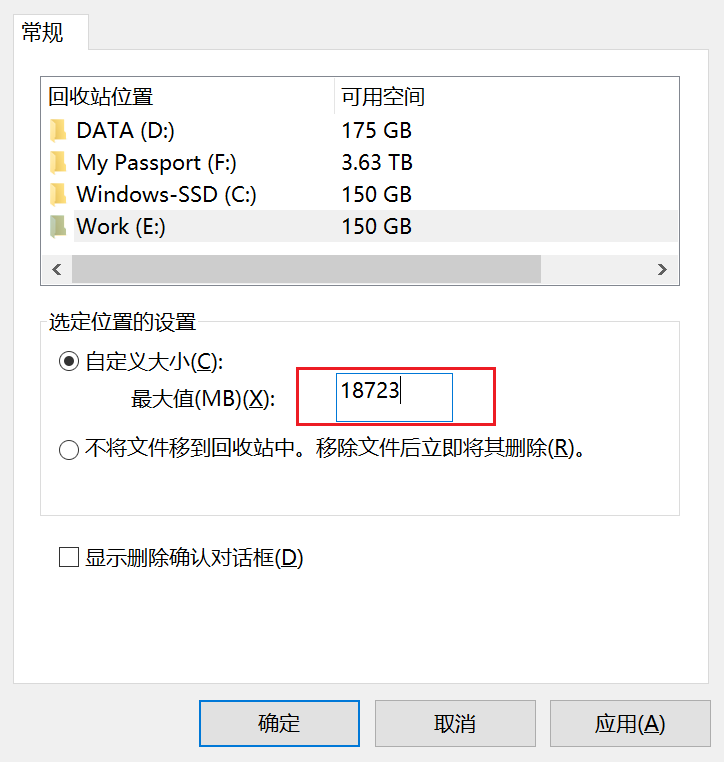 常规
回收站位置 可用空间
DATA (D:) 175 GB
My Passport (F:) 3.63 TB
Windows-SSD (C:) 150 GB
Work (E:) 150 GB
选定位置的设置
自定义大小(C):
最大值(MB)(X): 18723
不将文件移到回收站中。移除文件后立即将其删除(R)。
显示删除确认对话框(D)
确定 取消 应用(A)